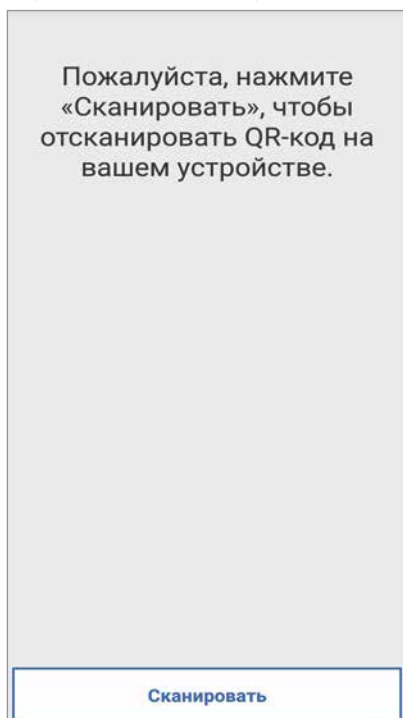 Пожалуйста, нажмите
«Сканировать», чтобы
отсканировать QR-код на
вашем устройстве.
Сканировать